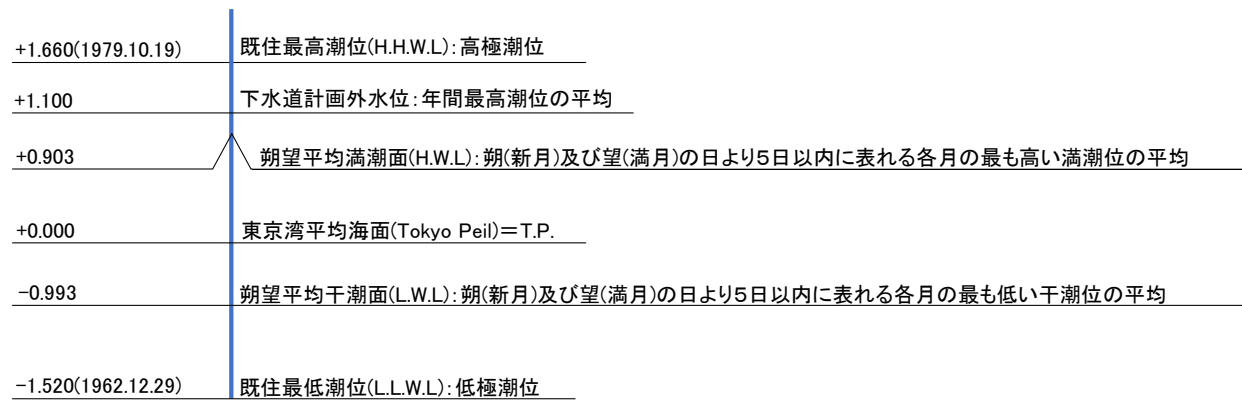 +1.660(1979.10.19) 既住最高潮位(H.H.W.L):高極潮位
+1.100 下水道計画外水位:年間最高潮位の平均
+0.903 朔望平均満潮面(H.W.L):朔(新月)及び望(満月)の日より5日以内に表れる各月の最も高い満潮位の平均
+0.000 東京湾平均海面(Tokyo Peil)=T.P.
-0.993 朔望平均干潮面(L.W.L):朔(新月)及び望(満月)の日より5日以内に表れる各月の最も低い干潮位の平均
-1.520(1962.12.29) 既住最低潮位(L.L.W.L):低極潮位